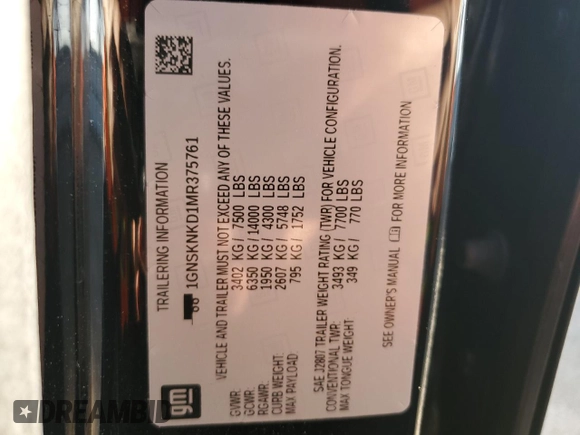 TRAILERING INFORMATION
1GNSKNKD1MR375761
VEHICLE AND TRAILER MUST NOT EXCEED ANY OF THESE VALUES.
GVWR: 3402 KG / 7500 LBS
GCWR: 6350 KG / 14000 LBS
RGAWR: 1950 KG / 4300 LBS
CURB WEIGHT: 2607 KG / 5748 LBS
MAX PAYLOAD: 795 KG / 1752 LBS
SAE J2807 TRAILER WEIGHT RATING (TWR) FOR VEHICLE CONFIGURATION.
CONVENTIONAL TWR: 3493 KG / 7700 LBS
MAX TONGUE WEIGHT: 349 KG / 770 LBS
SEE OWNER'S MANUAL FOR MORE INFORMATION
gm
DREAMBID